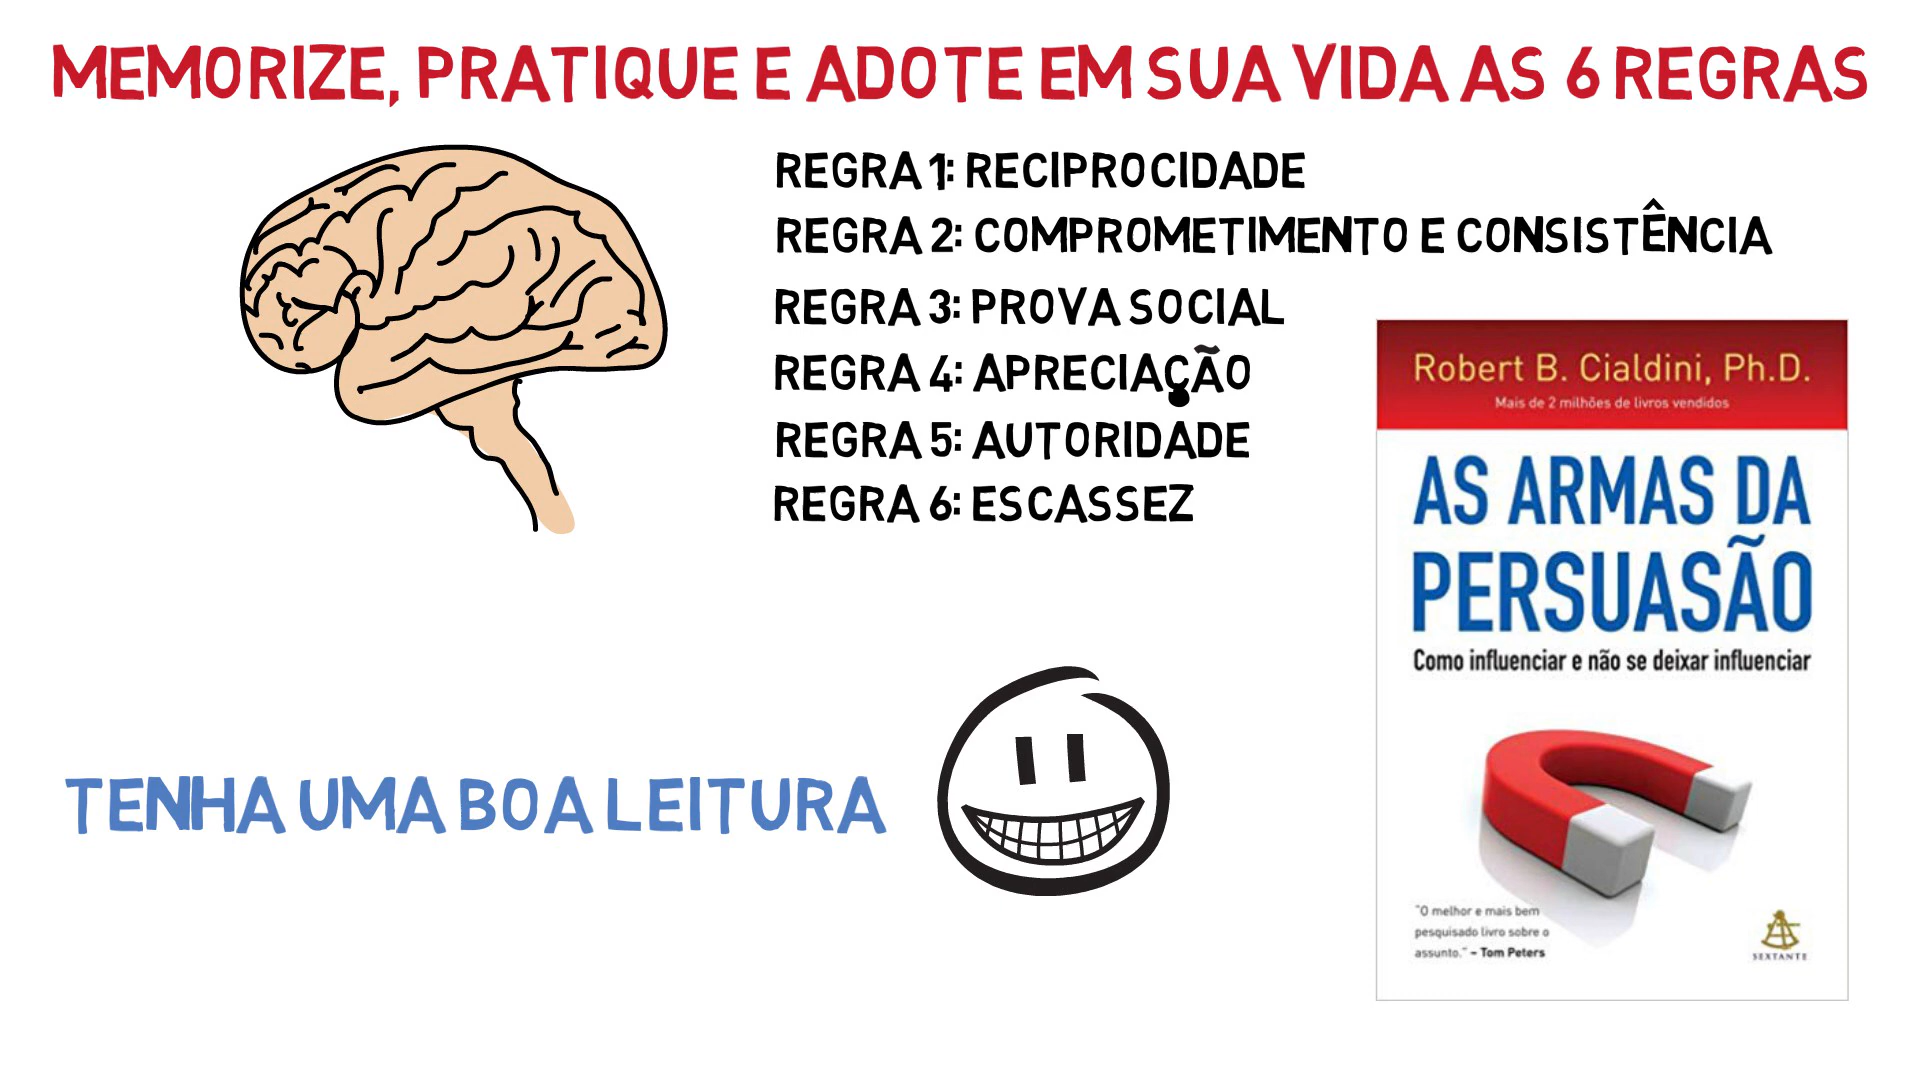 MEMORIZE, PRATIQUE E ADOTE EM SUA VIDA AS 6 REGRAS
REGRA 1: RECIPROCIDADE
REGRA 2: COMPROMETIMENTO E CONSISTÊNCIA
REGRA 3: PROVA SOCIAL
REGRA 4: APRECIAÇÃO
REGRA 5: AUTORIDADE
REGRA 6: ESCASSEZ
Robert B. Cialdini, Ph.D.
Mais de 2 milhões de livros vendidos
AS ARMAS DA
PERSUASÃO
Como influenciar e não se deixar influenciar
TENHA UMA BOA LEITURA
"O melhor e mais bem
pesquisado livro sobre o
assunto." – Tom Peters
SEXTANTE